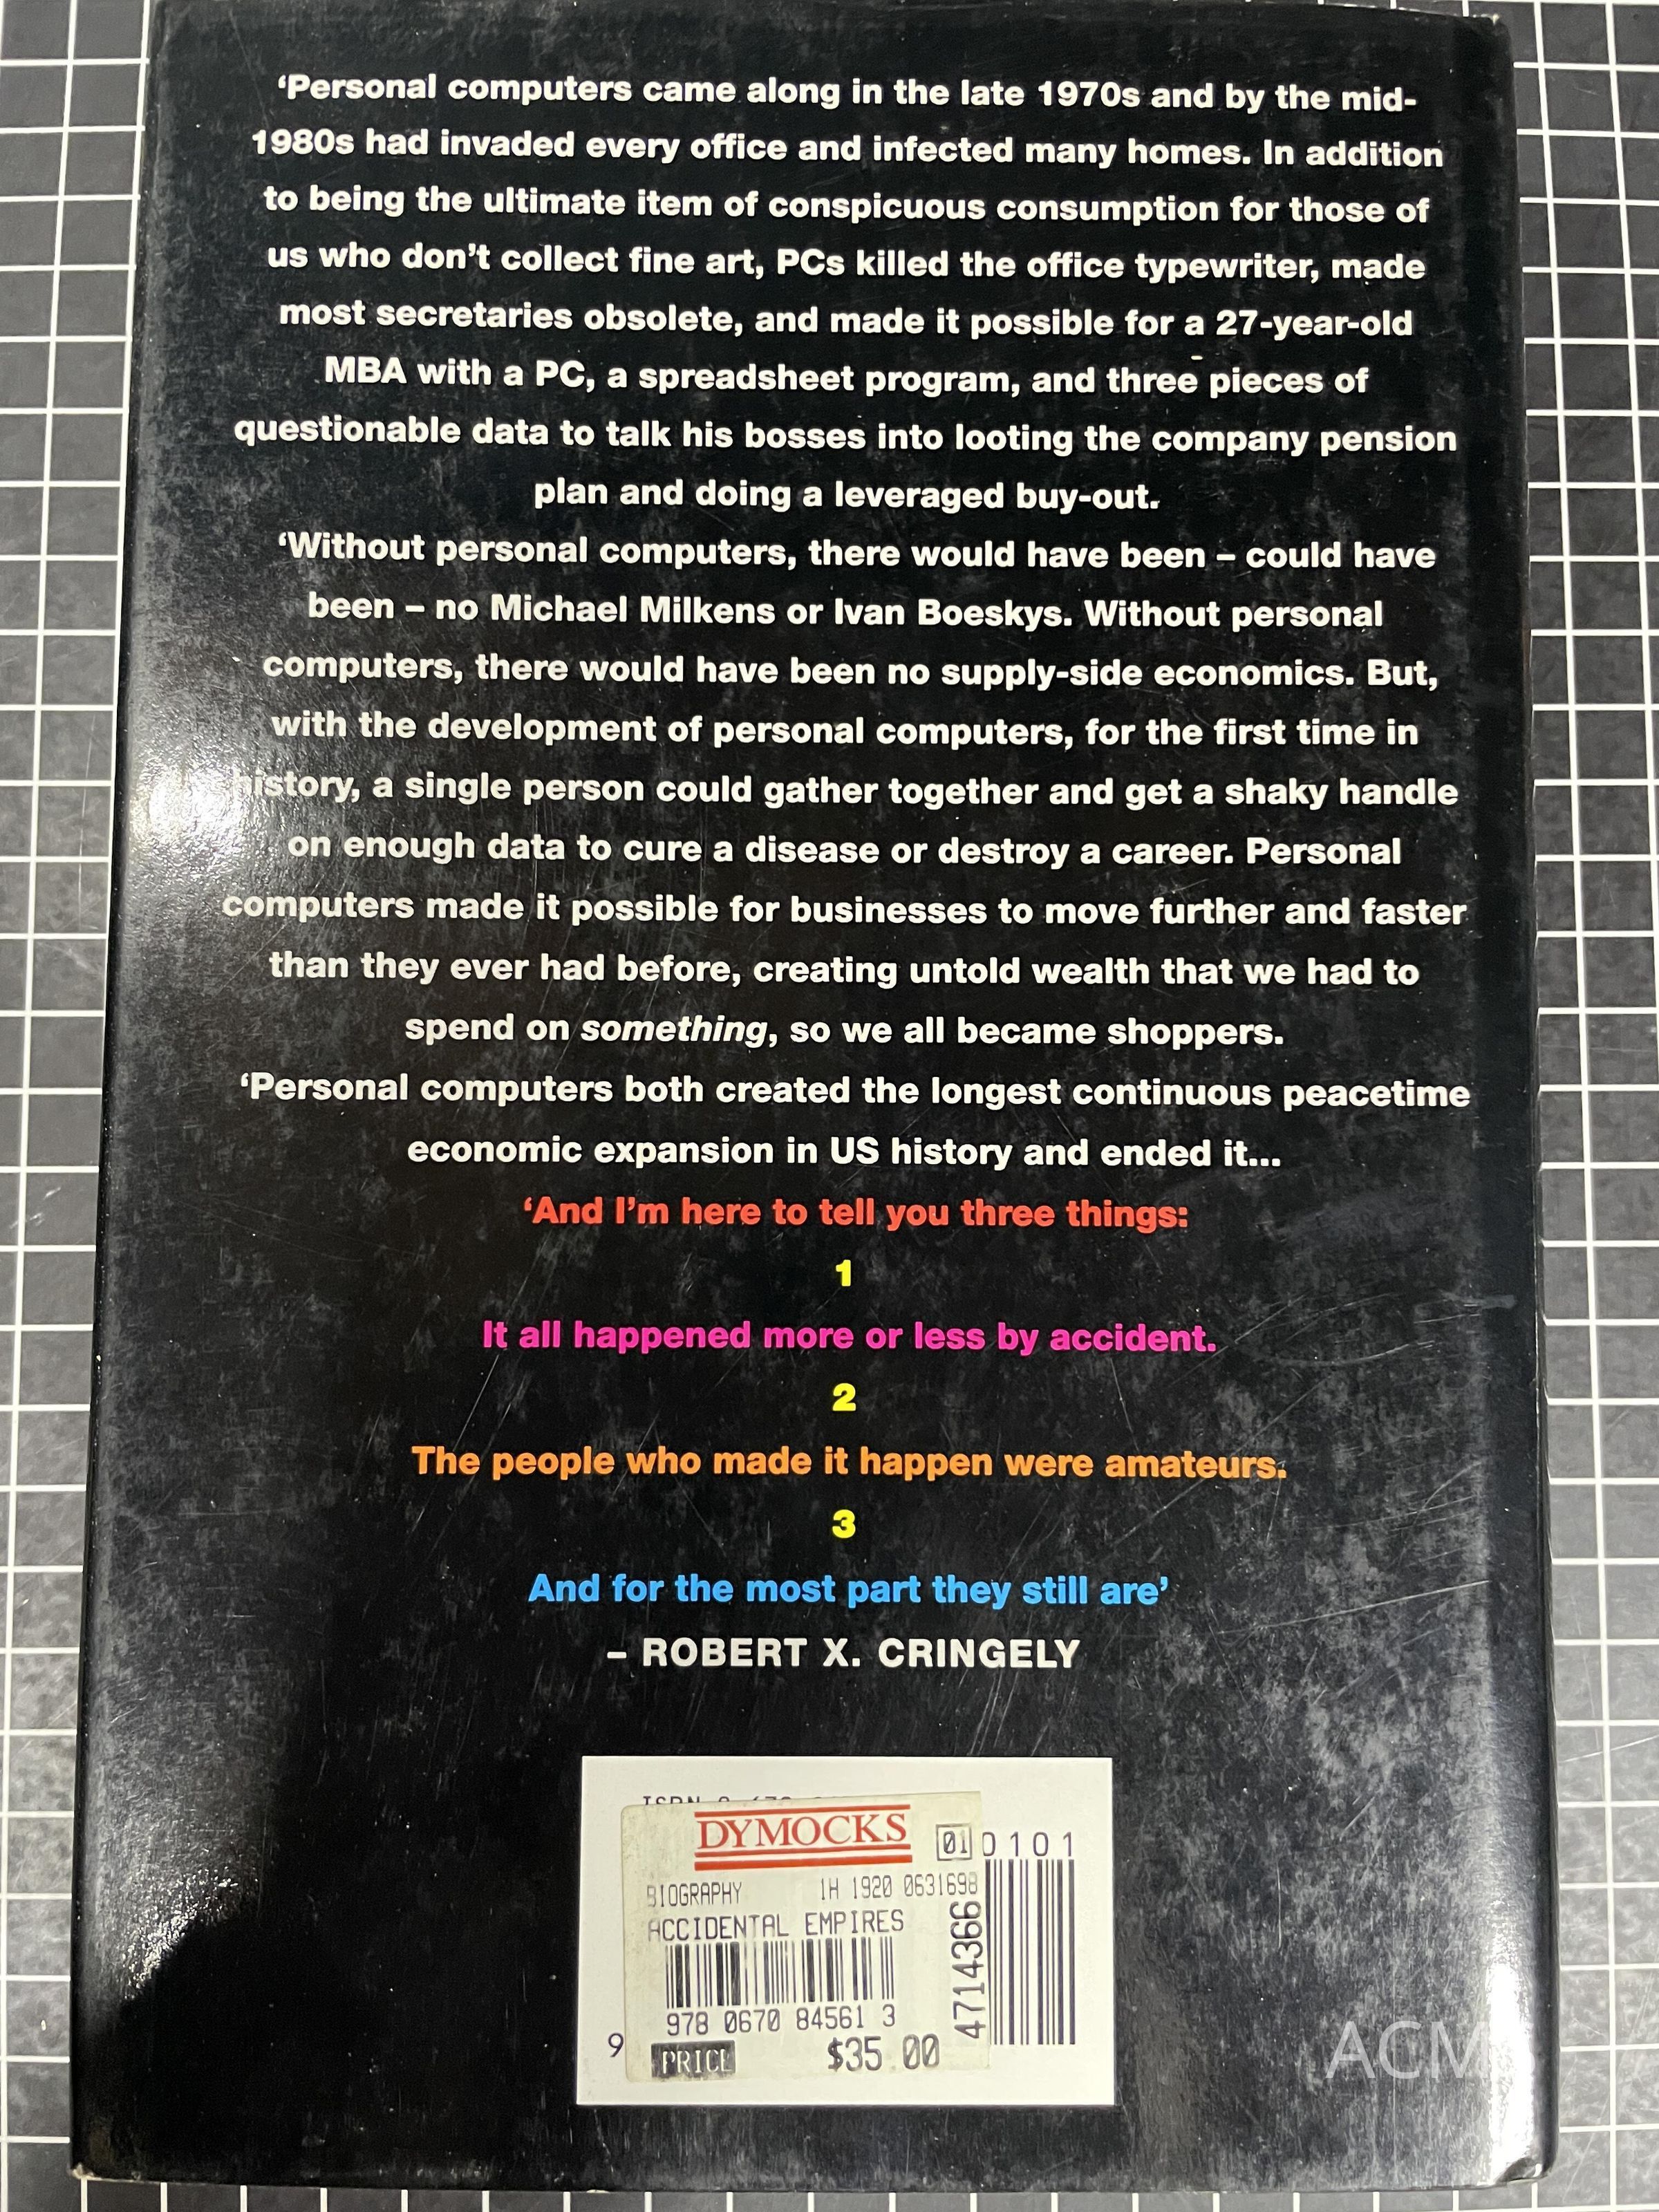 ‘Personal computers came along in the late 1970s and by the mid-
1980s had invaded every office and infected many homes. In addition
to being the ultimate item of conspicuous consumption for those of
us who don’t collect fine art, PCs killed the office typewriter, made
most secretaries obsolete, and made it possible for a 27-year-old
MBA with a PC, a spreadsheet program, and three pieces of
questionable data to talk his bosses into looting the company pension
plan and doing a leveraged buy-out.
‘Without personal computers, there would have been – could have
been – no Michael Milkens or Ivan Boeskys. Without personal
computers, there would have been no supply-side economics. But,
with the development of personal computers, for the first time in
history, a single person could gather together and get a shaky handle
on enough data to cure a disease or destroy a career. Personal
computers made it possible for businesses to move further and faster
than they ever had before, creating untold wealth that we had to
spend on something, so we all became shoppers.
‘Personal computers both created the longest continuous peacetime
economic expansion in US history and ended it...
‘And I’m here to tell you three things:
1
It all happened more or less by accident.
2
The people who made it happen were amateurs.
3
And for the most part they still are’
– ROBERT X. CRINGELY
ISBN
DYMOCKS
01 0101
BIOGRAPHY 1H 1920 0631698
ACCIDENTAL EMPIRES
978 0670 84561 3
4714366
9
PRICE $35.00
ACM